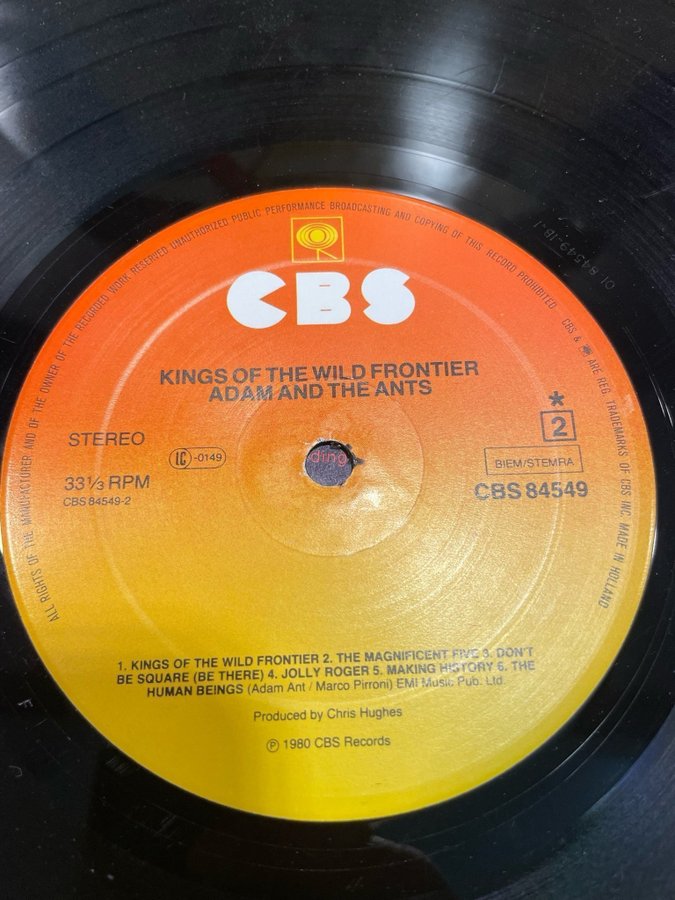 ALL RIGHTS OF THE MANUFACTURER AND OF THE OWNER OF THE RECORDED WORK RESERVED UNAUTHORIZED PUBLIC PERFORMANCE BROADCASTING AND COPYING OF THIS RECORD PROHIBITED CBS & ARE REG. TRADEMARKS OF CBS INC. MADE IN HOLLAND
CBS
KINGS OF THE WILD FRONTIER
ADAM AND THE ANTS
STEREO
LC -0149
33⅓ RPM
CBS 84549-2
ding
*
2
BIEM/STEMRA
CBS 84549
1. KINGS OF THE WILD FRONTIER 2. THE MAGNIFICENT FIVE 3. DON'T
BE SQUARE (BE THERE) 4. JOLLY ROGER 5. MAKING HISTORY 6. THE
HUMAN BEINGS (Adam Ant / Marco Pirroni) EMI Music Pub. Ltd.
Produced by Chris Hughes
℗ 1980 CBS Records